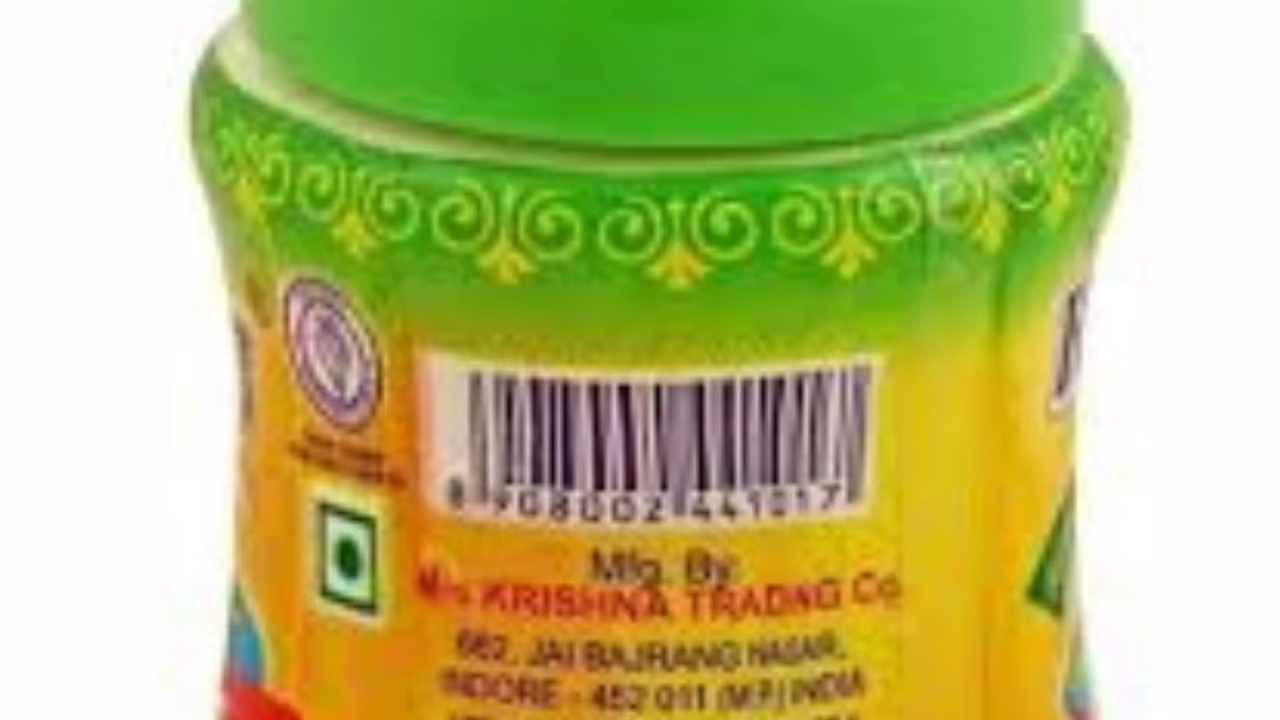 8 908002 441017
Mfg. By:
M/s KRISHNA TRADING Co.
662, JAI BAJRANG NAGAR,
INDORE - 452 011 (M.P.) INDIA